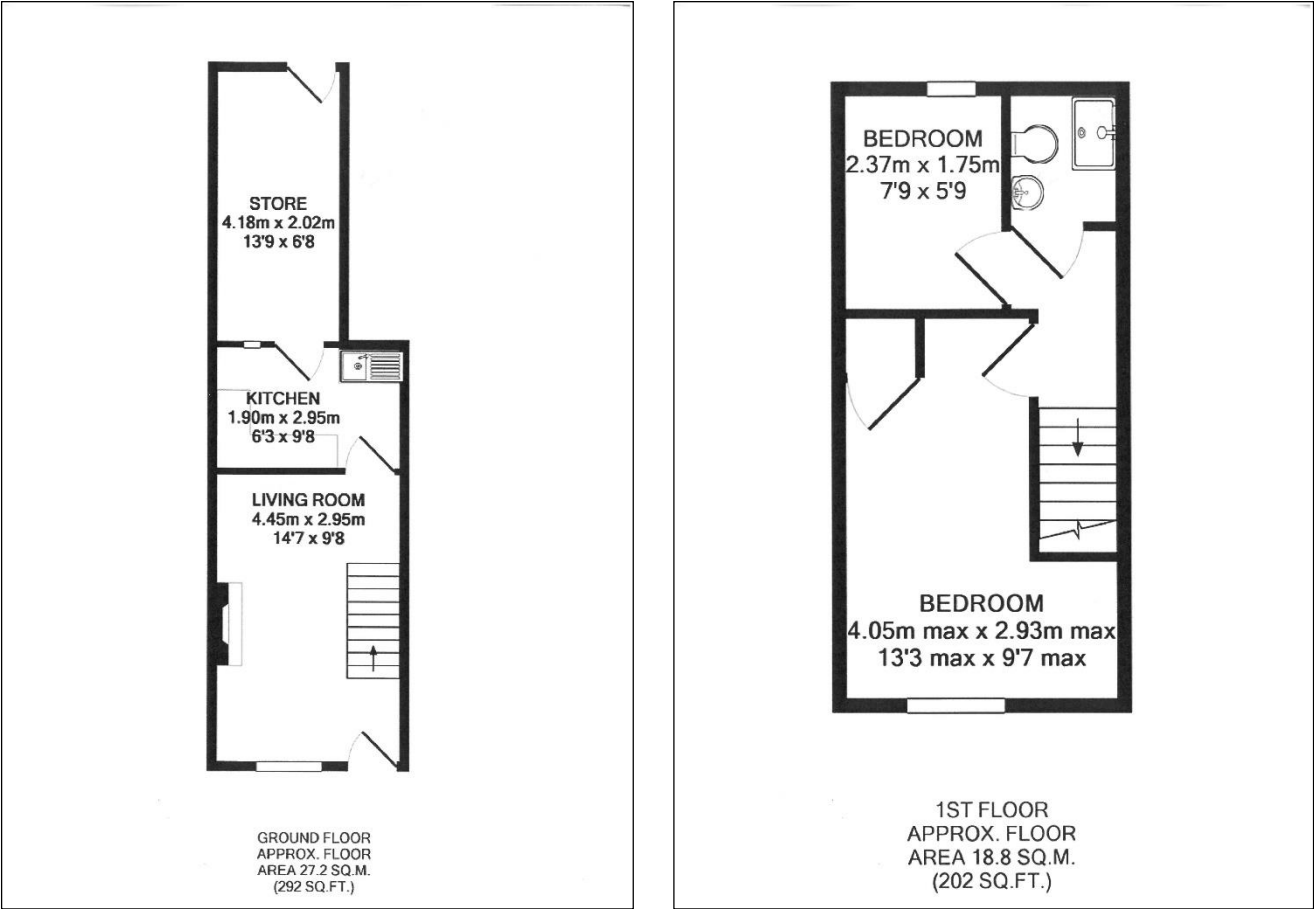 STORE
4.18m x 2.02m
13'9 x 6'8
KITCHEN
1.90m x 2.95m
6'3 x 9'8
LIVING ROOM
4.45m x 2.95m
14'7 x 9'8
GROUND FLOOR
APPROX. FLOOR
AREA 27.2 SQ.M.
(292 SQ.FT.)
BEDROOM
2.37m x 1.75m
7'9 x 5'9
BEDROOM
4.05m max x 2.93m max
13'3 max x 9'7 max
1ST FLOOR
APPROX. FLOOR
AREA 18.8 SQ.M.
(202 SQ.FT.)